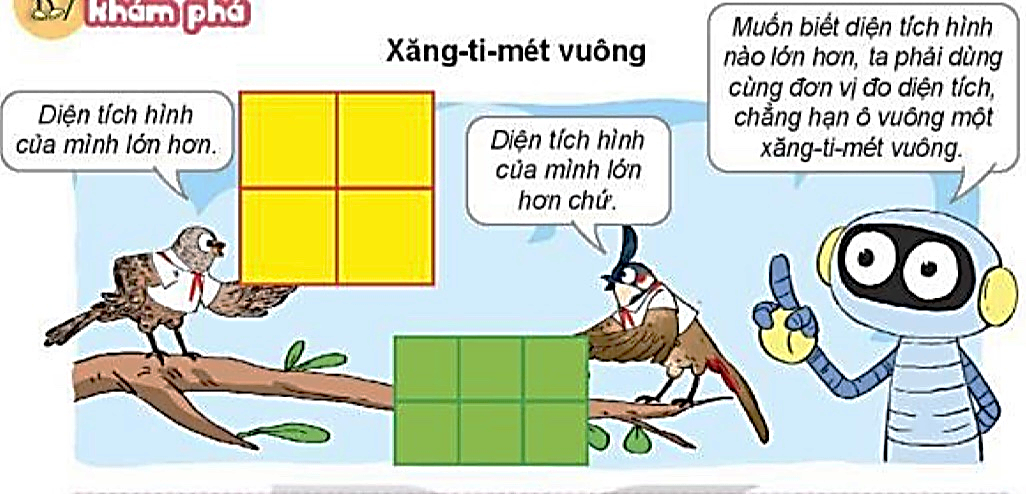 khám phá
Xăng-ti-mét vuông
Diện tích hình
của mình lớn hơn.
Diện tích hình
của mình lớn
hơn chứ.
Muốn biết diện tích hình
nào lớn hơn, ta phải dùng
cùng đơn vị đo diện tích,
chẳng hạn ô vuông một
xăng-ti-mét vuông.